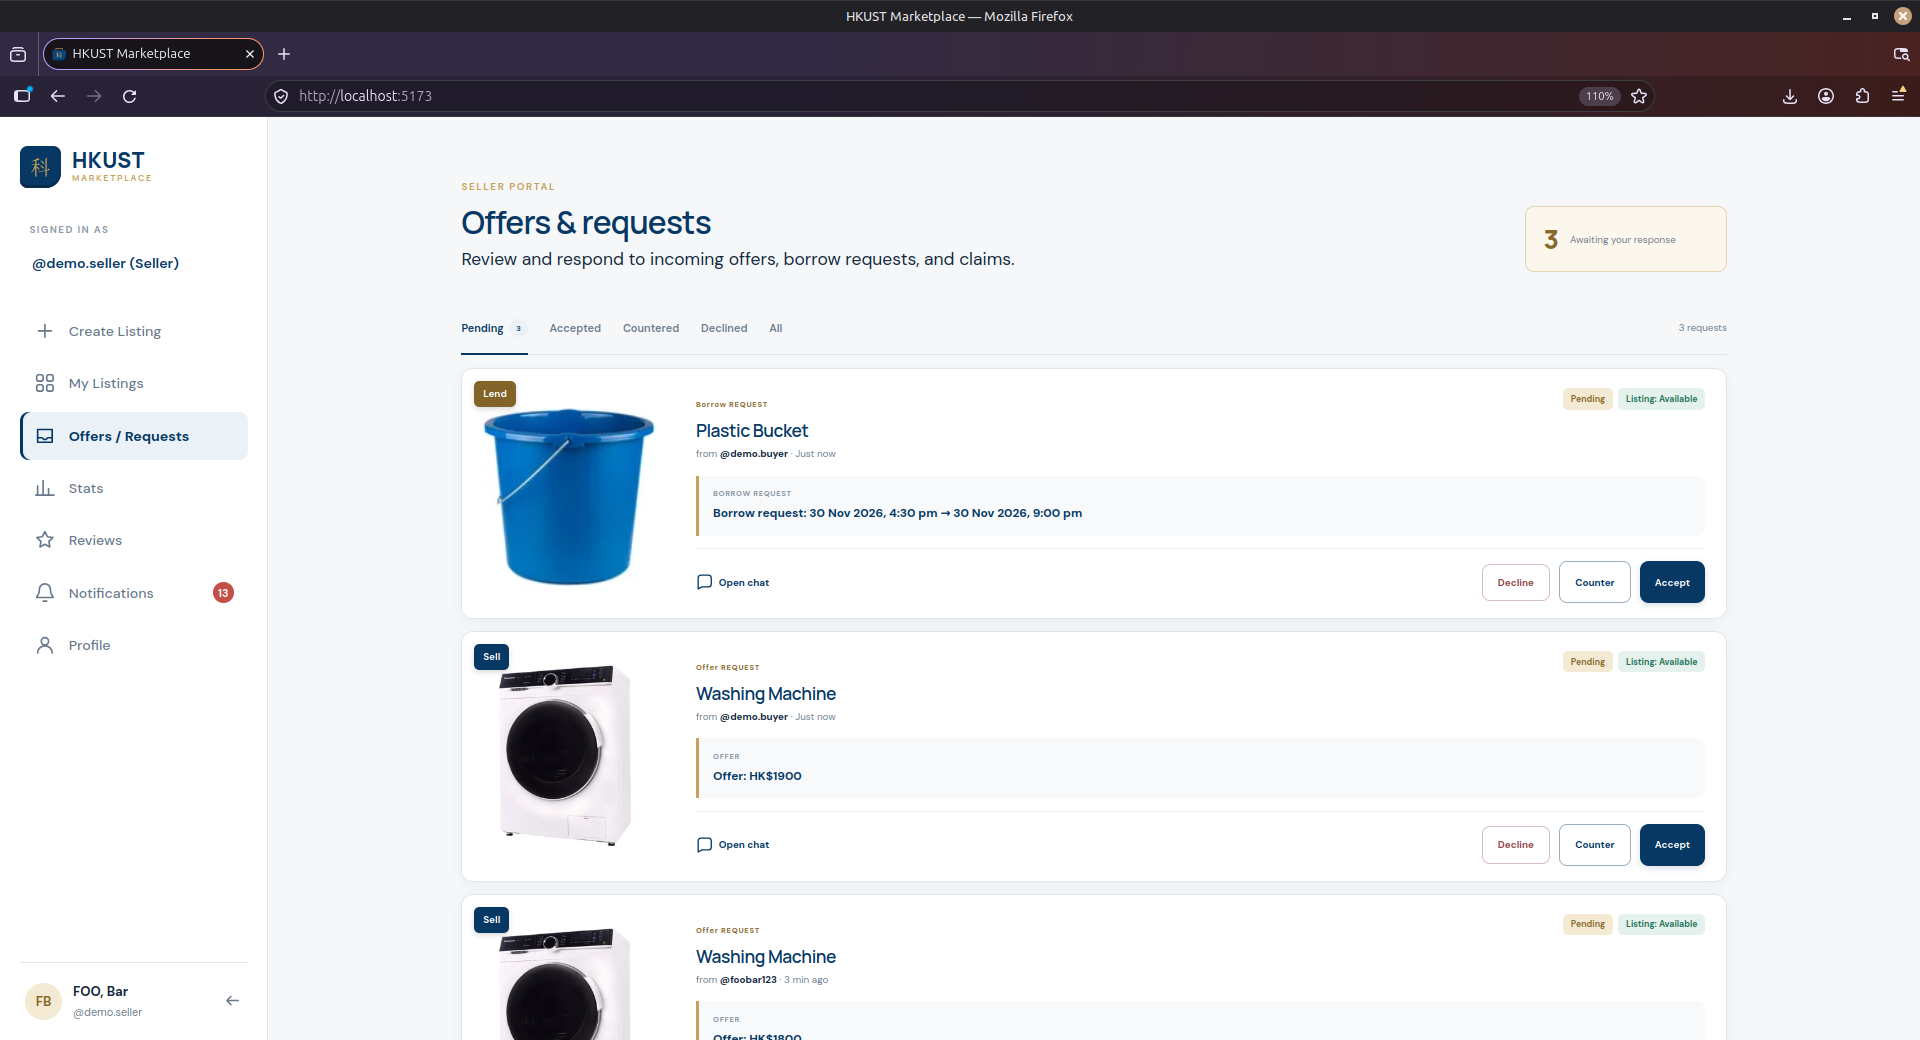 HKUST Marketplace — Mozilla Firefox
HKUST Marketplace
http://localhost:5173
110%
科
HKUST
MARKETPLACE
SIGNED IN AS
@demo.seller (Seller)
Create Listing
My Listings
Offers / Requests
Stats
Reviews
Notifications
13
Profile
FB
FOO, Bar
@demo.seller
SELLER PORTAL
Offers & requests
Review and respond to incoming offers, borrow requests, and claims.
3 Awaiting your response
Pending 3 Accepted Countered Declined All
3 requests
Lend
Borrow REQUEST
Pending Listing: Available
Plastic Bucket
from @demo.buyer · Just now
BORROW REQUEST
Borrow request: 30 Nov 2026, 4:30 pm → 30 Nov 2026, 9:00 pm
Open chat
Decline Counter Accept
Sell
Offer REQUEST
Pending Listing: Available
Washing Machine
from @demo.buyer · Just now
OFFER
Offer: HK$1900
Open chat
Decline Counter Accept
Sell
Offer REQUEST
Pending Listing: Available
Washing Machine
from @foobar123 · 3 min ago
OFFER
Offer: HK$1800